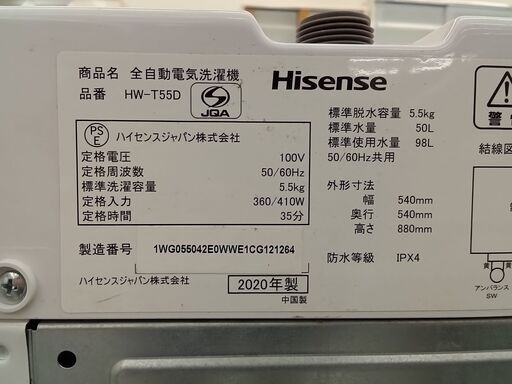 商品名 全自動電気洗濯機
品番 HW-T55D
JQA
Hisense
PS
E
ハイセンスジャパン株式会社
定格電圧 100V
定格周波数 50/60Hz
標準洗濯容量 5.5kg
定格入力 360/410W
定格時間 35分
製造番号 1WG055042E0WWE1CG121264
ハイセンスジャパン株式会社
2020年製
中国製
標準脱水容量 5.5kg
標準水量 50L
標準使用水量 98L
50/60Hz共用
外形寸法
幅 540mm
奥行 540mm
高さ 880mm
防水等級 IPX4
警
結線図
黄
黄
アンバランス
SW